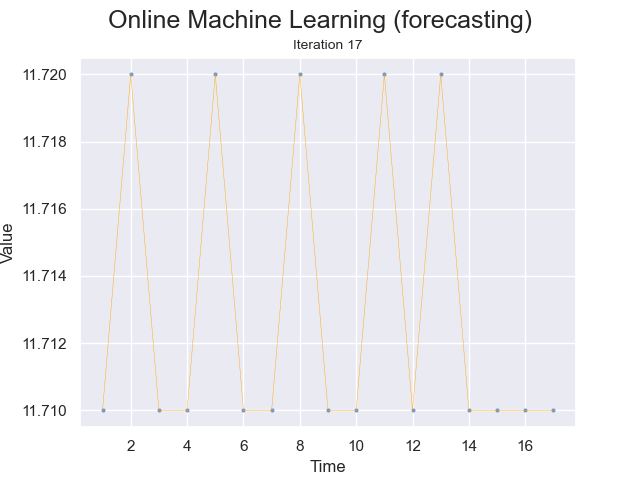 Online Machine Learning (forecasting)
Iteration 17
11.720
11.718
11.716
11.714
11.712
11.710
Value
2 4 6 8 10 12 14 16
Time